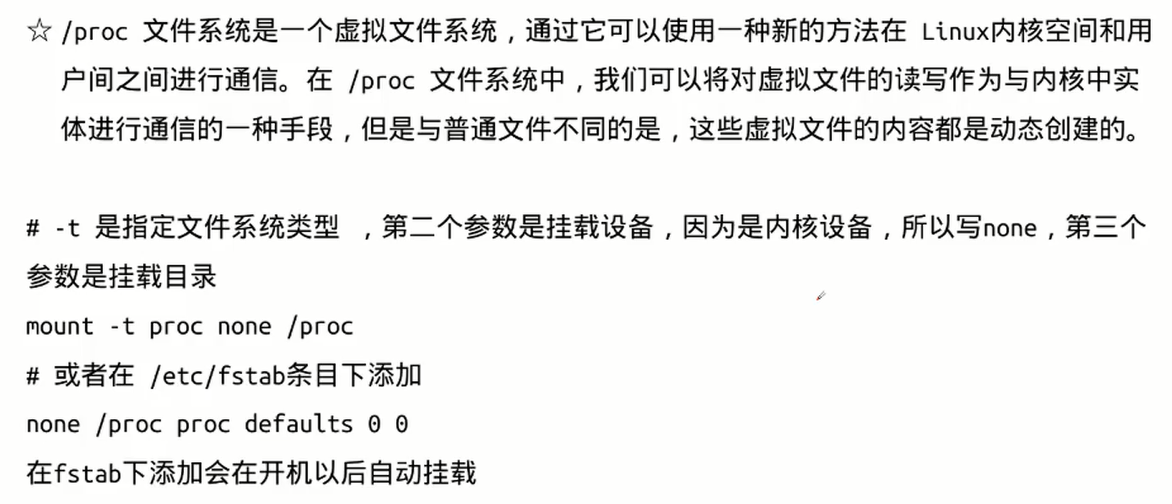 ☆ /proc 文件系统是一个虚拟文件系统，通过它可以使用一种新的方法在 Linux内核空间和用
户间之间进行通信。在 /proc 文件系统中，我们可以将对虚拟文件的读写作为与内核中实
体进行通信的一种手段，但是与普通文件不同的是，这些虚拟文件的内容都是动态创建的。
# -t 是指定文件系统类型 ，第二个参数是挂载设备，因为是内核设备，所以写none，第三个
参数是挂载目录
mount -t proc none /proc
# 或者在 /etc/fstab条目下添加
none /proc proc defaults 0 0
在fstab下添加会在开机以后自动挂载